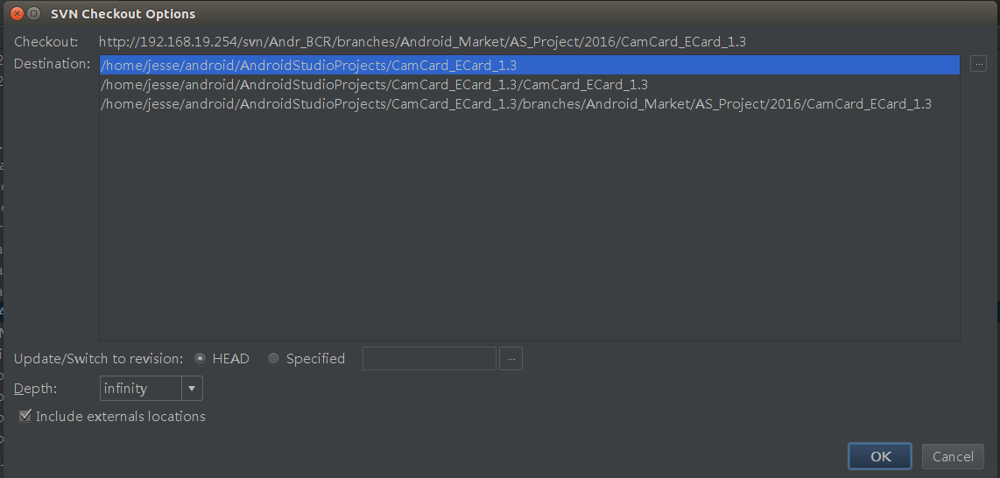 SVN Checkout Options
Checkout: http://192.168.19.254/svn/Andr_BCR/branches/Android_Market/AS_Project/2016/CamCard_ECard_1.3
Destination: /home/jesse/android/AndroidStudioProjects/CamCard_ECard_1.3
...
/home/jesse/android/AndroidStudioProjects/CamCard_ECard_1.3/CamCard_ECard_1.3
/home/jesse/android/AndroidStudioProjects/CamCard_ECard_1.3/branches/Android_Market/AS_Project/2016/CamCard_ECard_1.3
Update/Switch to revision: HEAD Specified ...
Depth: infinity
Include externals locations
OK Cancel